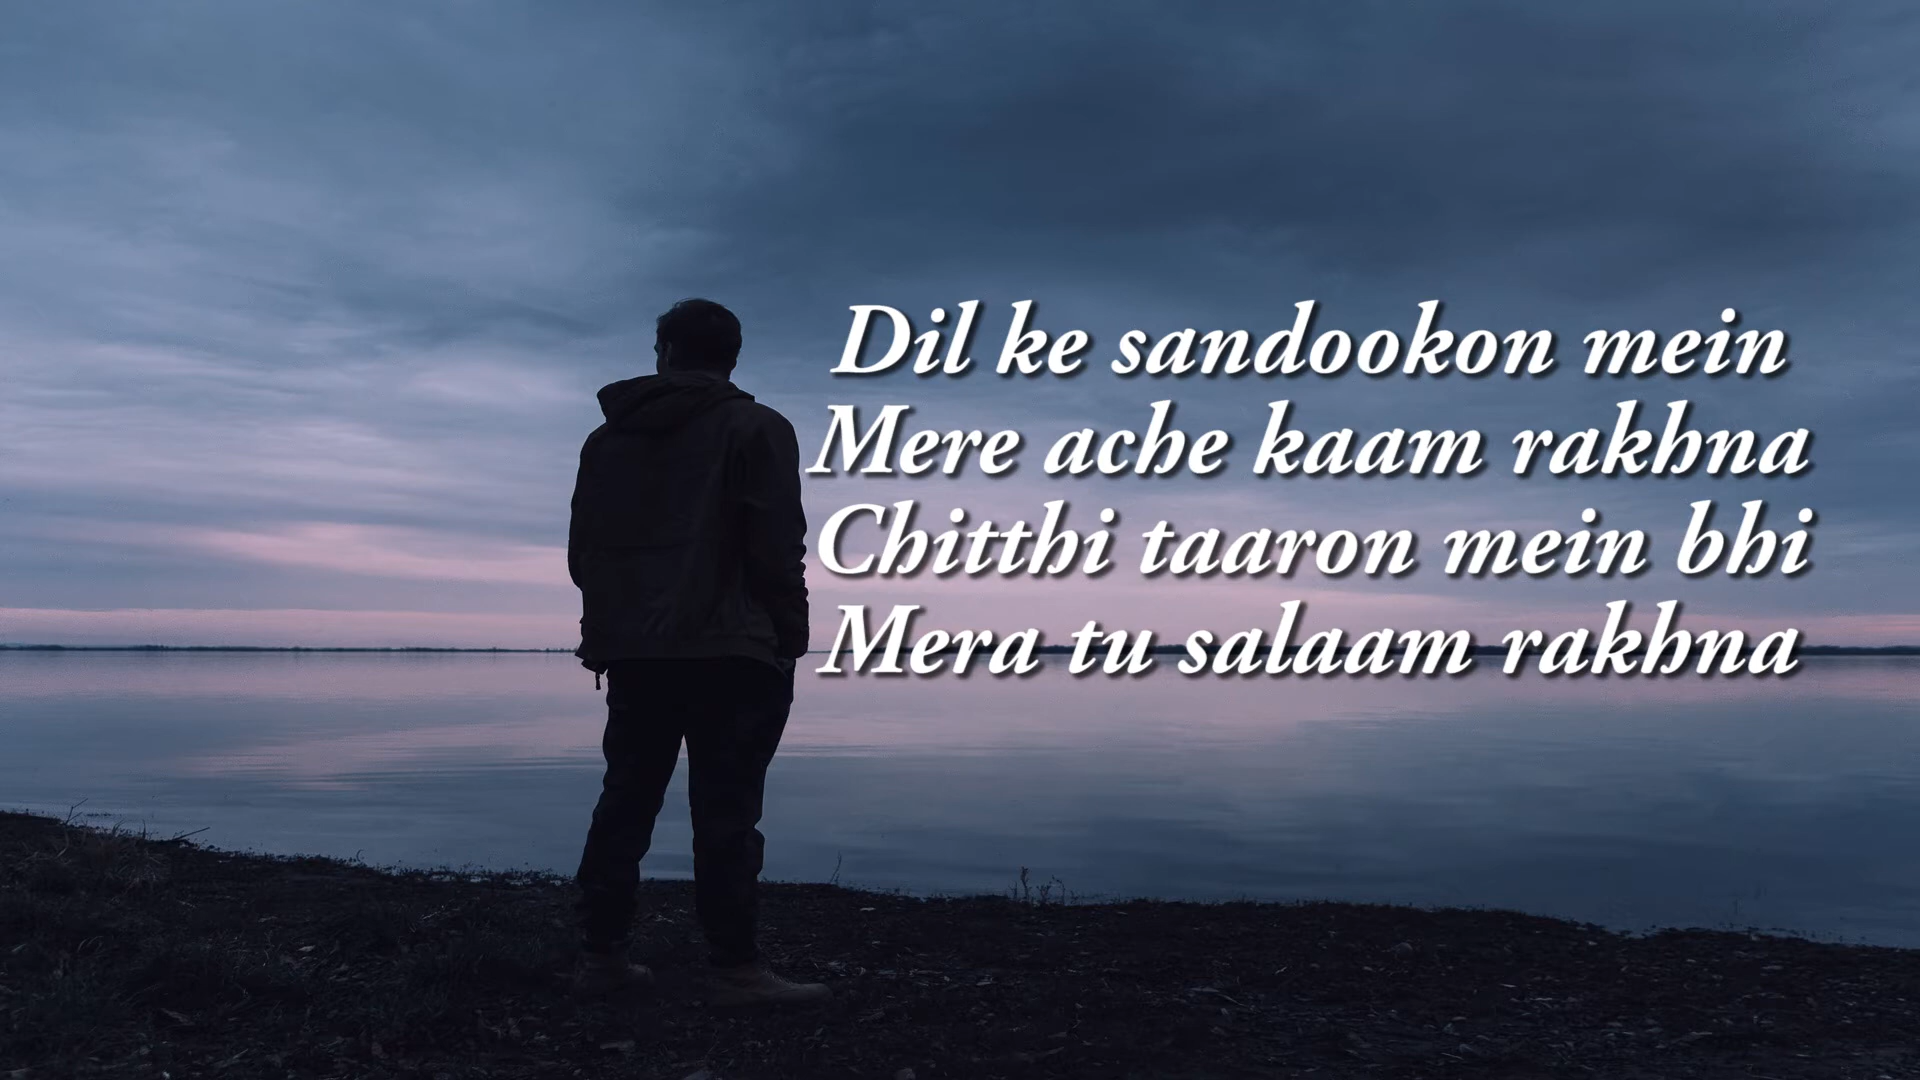 Dil ke sandookon mein
Mere ache kaam rakhna
Chitthi taaron mein bhi
Mera tu salaam rakhna